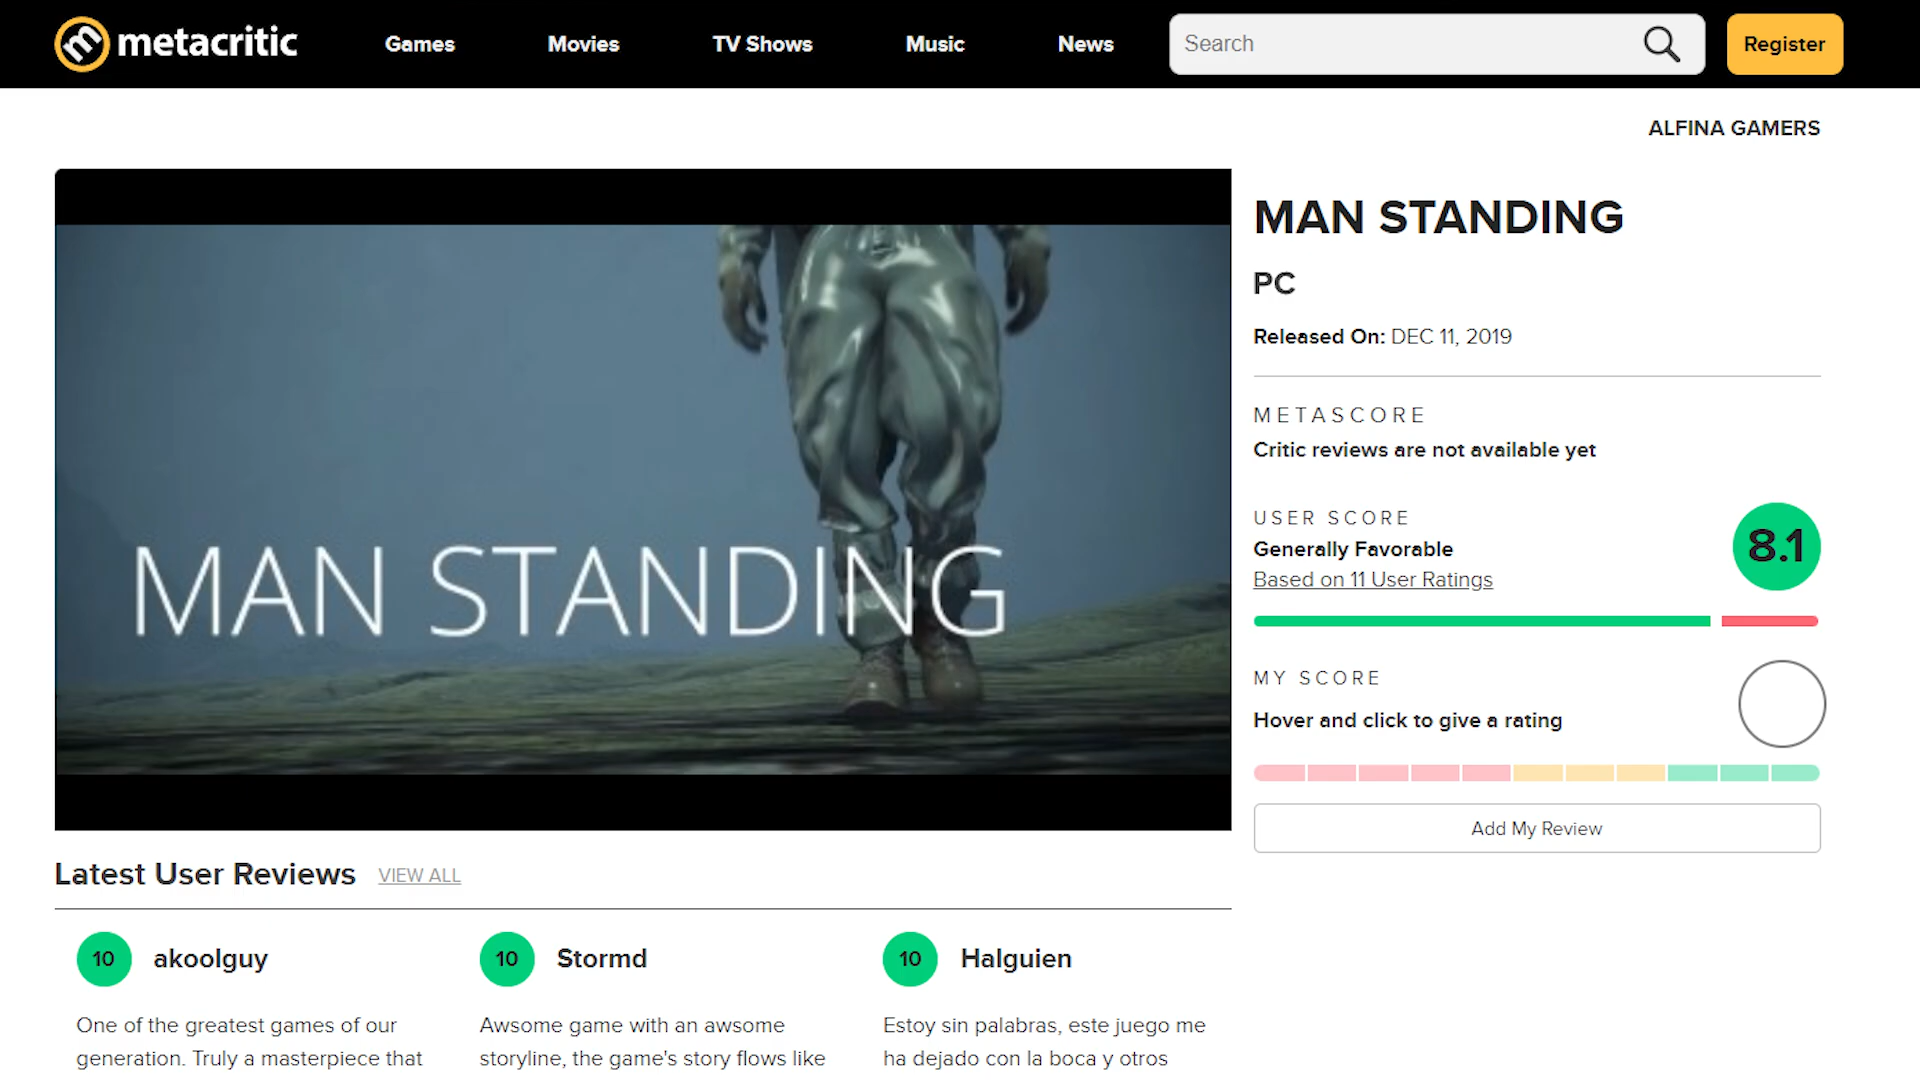 metacritic
Games
Movies
TV Shows
Music
News
Search
Register
ALFINA GAMERS
MAN STANDING
MAN STANDING
PC
Released On: DEC 11, 2019
METASCORE
Critic reviews are not available yet
USER SCORE
Generally Favorable
Based on 11 User Ratings
8.1
MY SCORE
Hover and click to give a rating
Add My Review
Latest User Reviews
VIEW ALL
10
akoolguy
One of the greatest games of our
generation. Truly a masterpiece that
10
Stormd
Awsome game with an awsome
storyline, the game's story flows like
10
Halguien
Estoy sin palabras, este juego me
ha dejado con la boca y otros